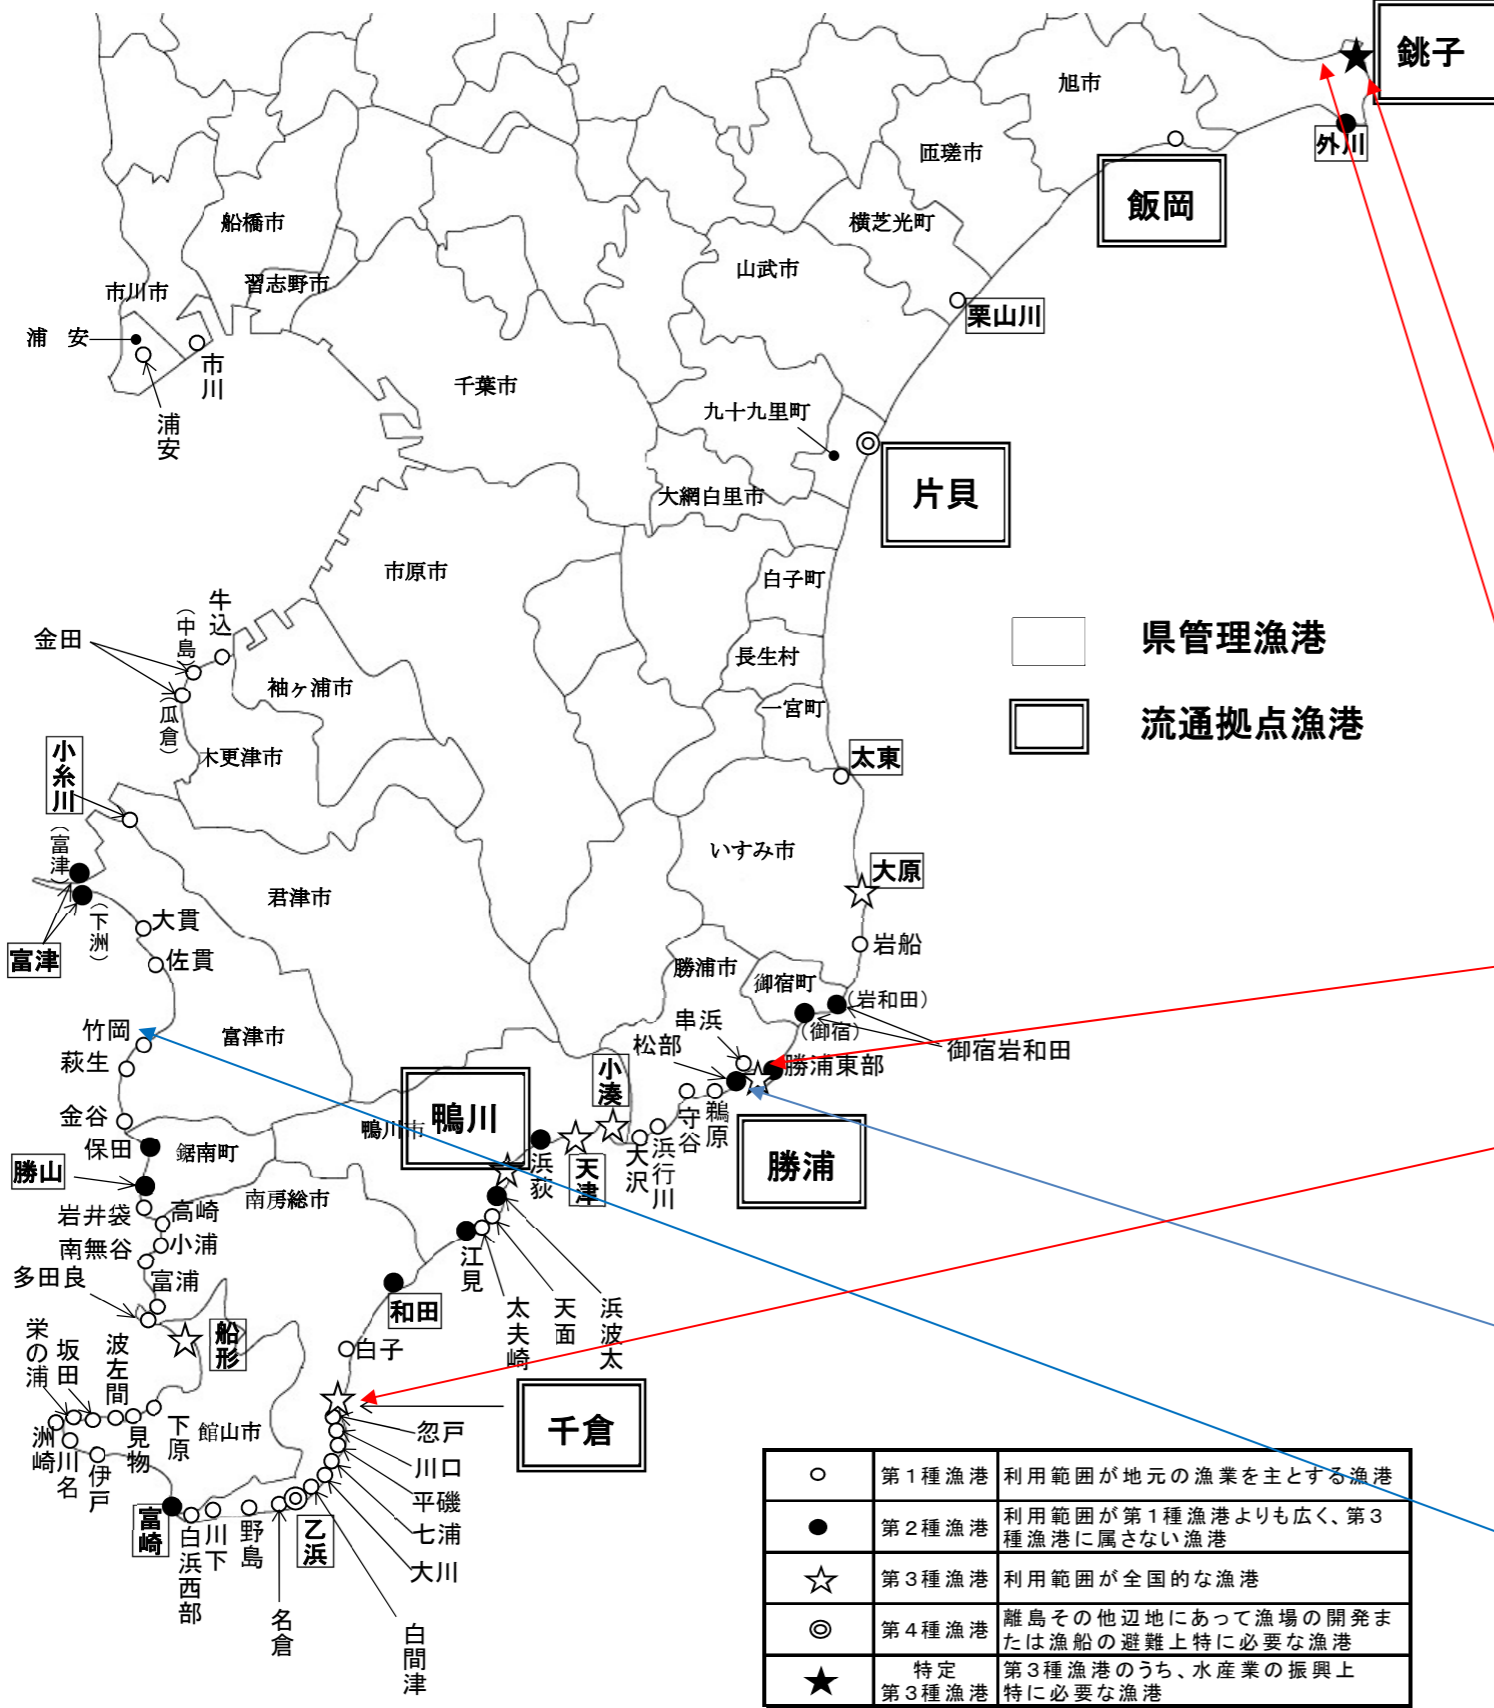 銚子
旭市
外川
匝瑳市
飯岡
船橋市
横芝光町
山武市
習志野市
市川市
栗山川
浦 安
市川
千葉市
九十九里町
浦安
片貝
大網白里市
市原市
白子町
牛込
(中島)
金田
県管理漁港
長生村
袖ヶ浦市
(瓜倉)
一宮町
流通拠点漁港
木更津市
小糸川
太東
(富津)
いすみ市
大原
君津市
(下洲)
大貫
富津
佐貫
岩船
勝浦市
御宿町
(岩和田)
竹岡
富津市
串浜
(御宿)
松部
御宿岩和田
萩生
小湊
勝浦東部
金谷
鴨川市
鴨川
守谷
鵜原
保田
鋸南町
浜荻
天津
大沢
浜行川
勝浦
勝山
南房総市
岩井袋
高崎
南無谷
小浦
江見
多田良
富浦
和田
太夫崎
天面
浜波太
栄の浦
坂田
波左間
船形
白子
千倉
洲崎
川名
伊戸
見物
下原
館山市
忽戸
川口
平磯
七浦
大川
富崎
白浜西部
川下
野島
乙浜
名倉
白間津
○ 第1種漁港 利用範囲が地元の漁業を主とする漁港
● 第2種漁港 利用範囲が第1種漁港よりも広く、第3
種漁港に属さない漁港
☆ 第3種漁港 利用範囲が全国的な漁港
◎ 第4種漁港 離島その他辺地にあって漁場の開発ま
たは漁船の避難上特に必要な漁港
★ 特定
第3種漁港 第3種漁港のうち、水産業の振興上
特に必要な漁港